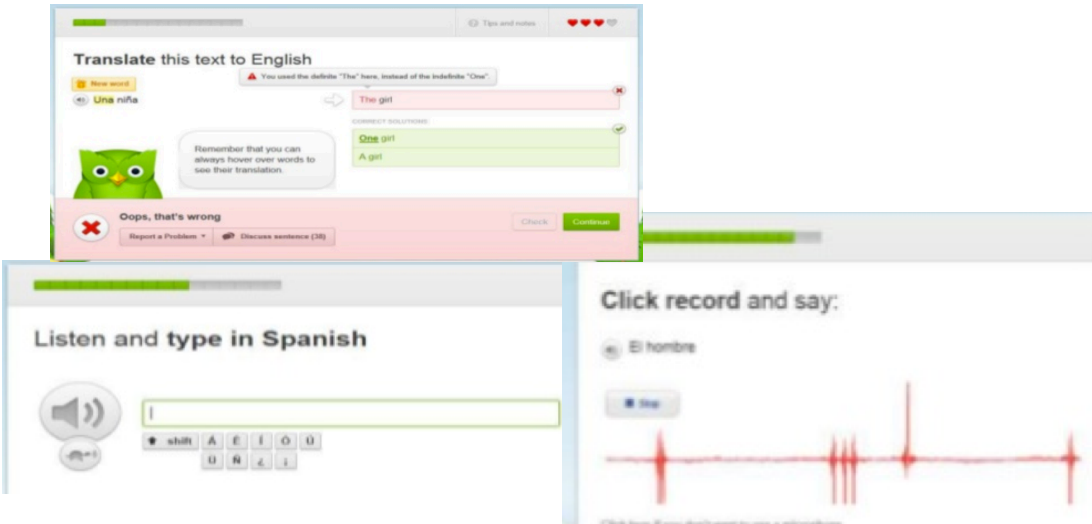 Tips and notes
Translate this text to English
New word
You used the definite "The" here, instead of the indefinite "One".
Una niña
The girl
CORRECT SOLUTIONS
One girl
A girl
Remember that you can
always hover over words to
see their translation.
Oops, that's wrong
Check
Continue
Report a Problem
Discuss sentence (38)
Listen and type in Spanish
shift Á É Í Ó Ú
Ü Ñ ¿ ¡
Click record and say:
El hombre
Stop